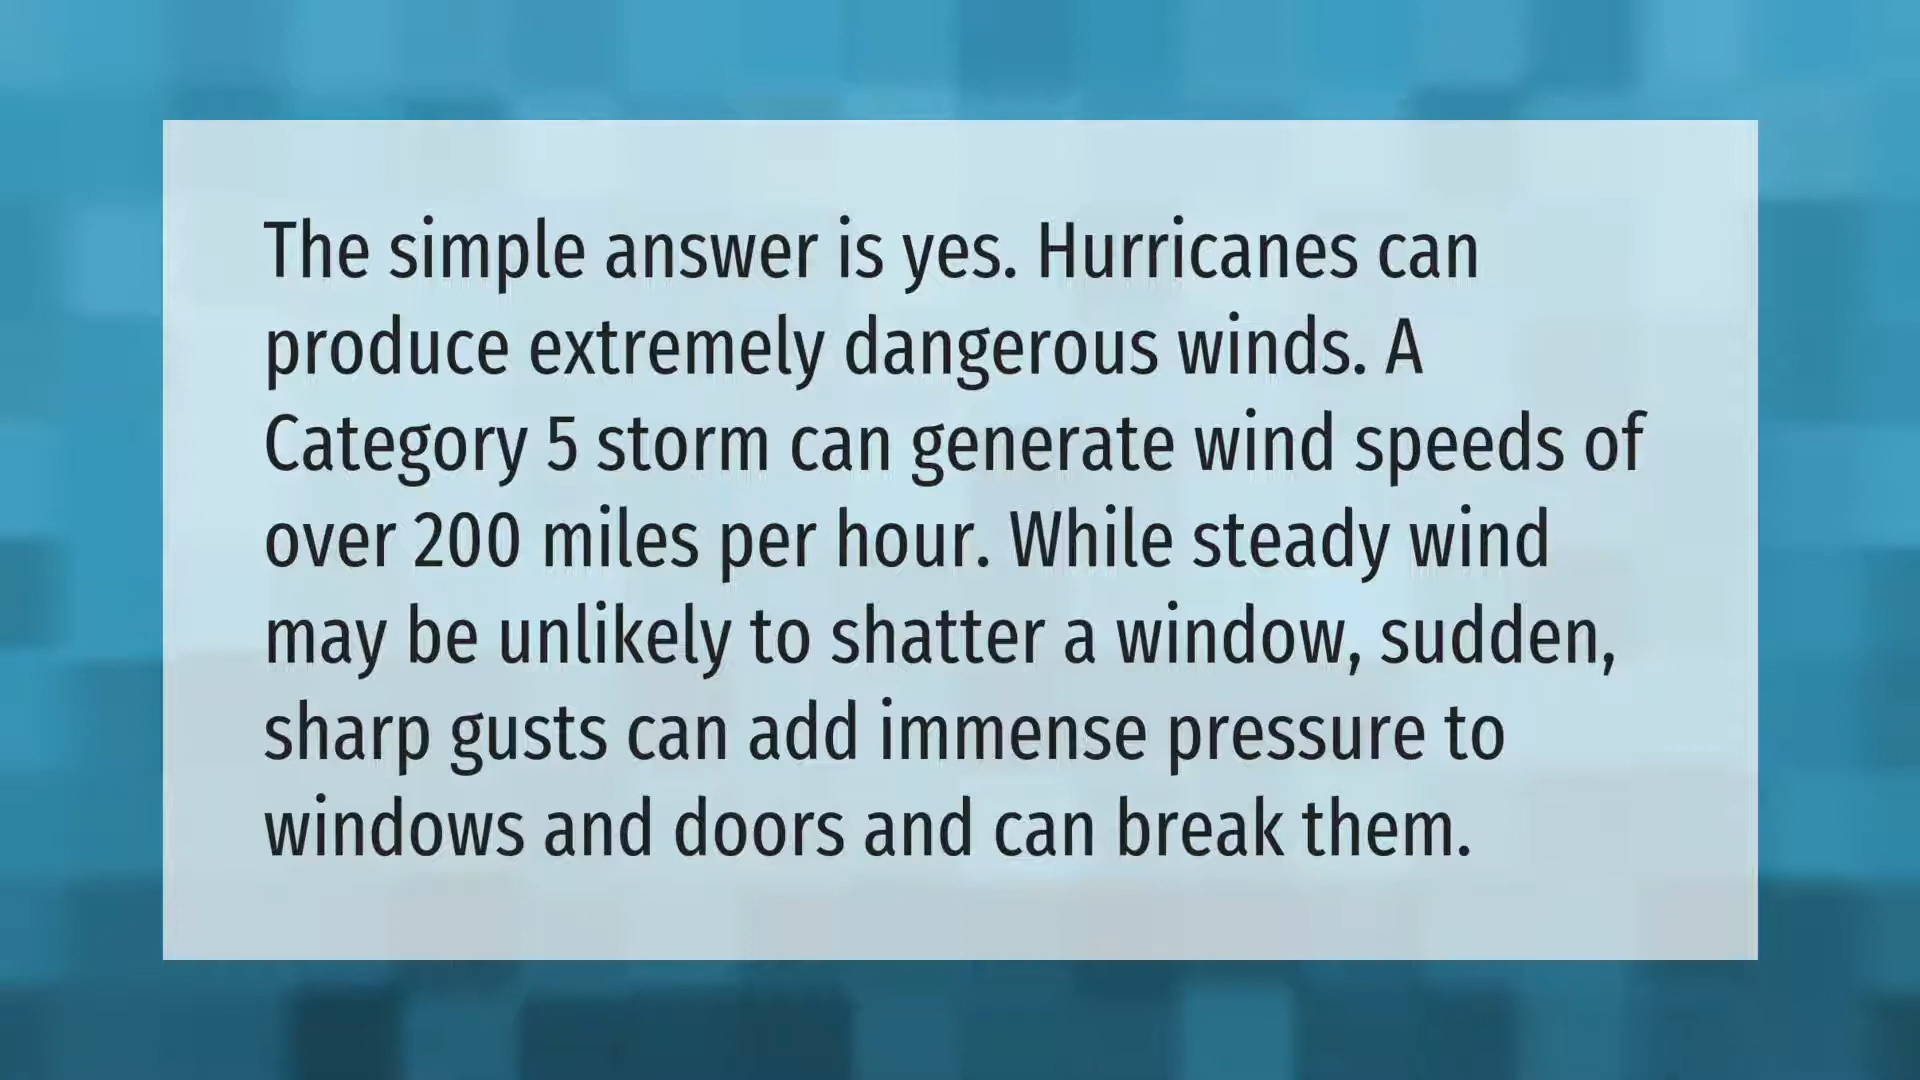 The simple answer is yes. Hurricanes can
produce extremely dangerous winds. A
Category 5 storm can generate wind speeds of
over 200 miles per hour. While steady wind
may be unlikely to shatter a window, sudden,
sharp gusts can add immense pressure to
windows and doors and can break them.